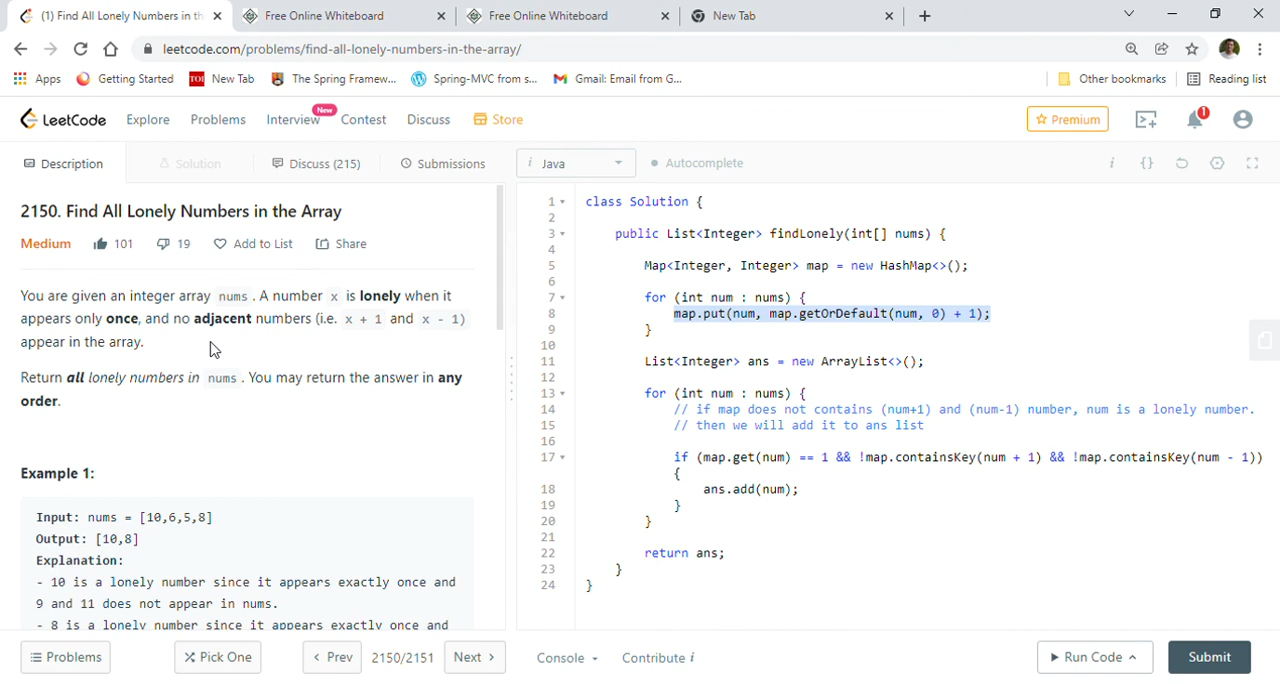 (1) Find All Lonely Numbers in th
Free Online Whiteboard
Free Online Whiteboard
New Tab
leetcode.com/problems/find-all-lonely-numbers-in-the-array/
Apps
Getting Started
TOI New Tab
The Spring Framew...
Spring-MVC from s...
Gmail: Email from G...
Other bookmarks
Reading list
LeetCode
Explore
Problems
Interview
New
Contest
Discuss
Store
Premium
1
Description
Solution
Discuss (215)
Submissions
i Java
Autocomplete
i
{}
2150. Find All Lonely Numbers in the Array
Medium
101
19
Add to List
Share
You are given an integer array nums . A number x is lonely when it
appears only once, and no adjacent numbers (i.e. x + 1 and x - 1)
appear in the array.
Return all lonely numbers in nums . You may return the answer in any
order.
Example 1:
Input: nums = [10,6,5,8]
Output: [10,8]
Explanation:
- 10 is a lonely number since it appears exactly once and
9 and 11 does not appear in nums.
- 8 is a lonely number since it appears exactly once and
1 class Solution {
2
3 public List<Integer> findLonely(int[] nums) {
4
5 Map<Integer, Integer> map = new HashMap<>();
6
7 for (int num : nums) {
8 map.put(num, map.getOrDefault(num, 0) + 1);
9 }
10
11 List<Integer> ans = new ArrayList<>();
12
13 for (int num : nums) {
14 // if map does not contains (num+1) and (num-1) number, num is a lonely number.
15 // then we will add it to ans list
16
17 if (map.get(num) == 1 && !map.containsKey(num + 1) && !map.containsKey(num - 1))
{
18 ans.add(num);
19 }
20 }
21
22 return ans;
23 }
24 }
Problems
Pick One
Prev
2150/2151
Next
Console
Contribute i
Run Code
Submit